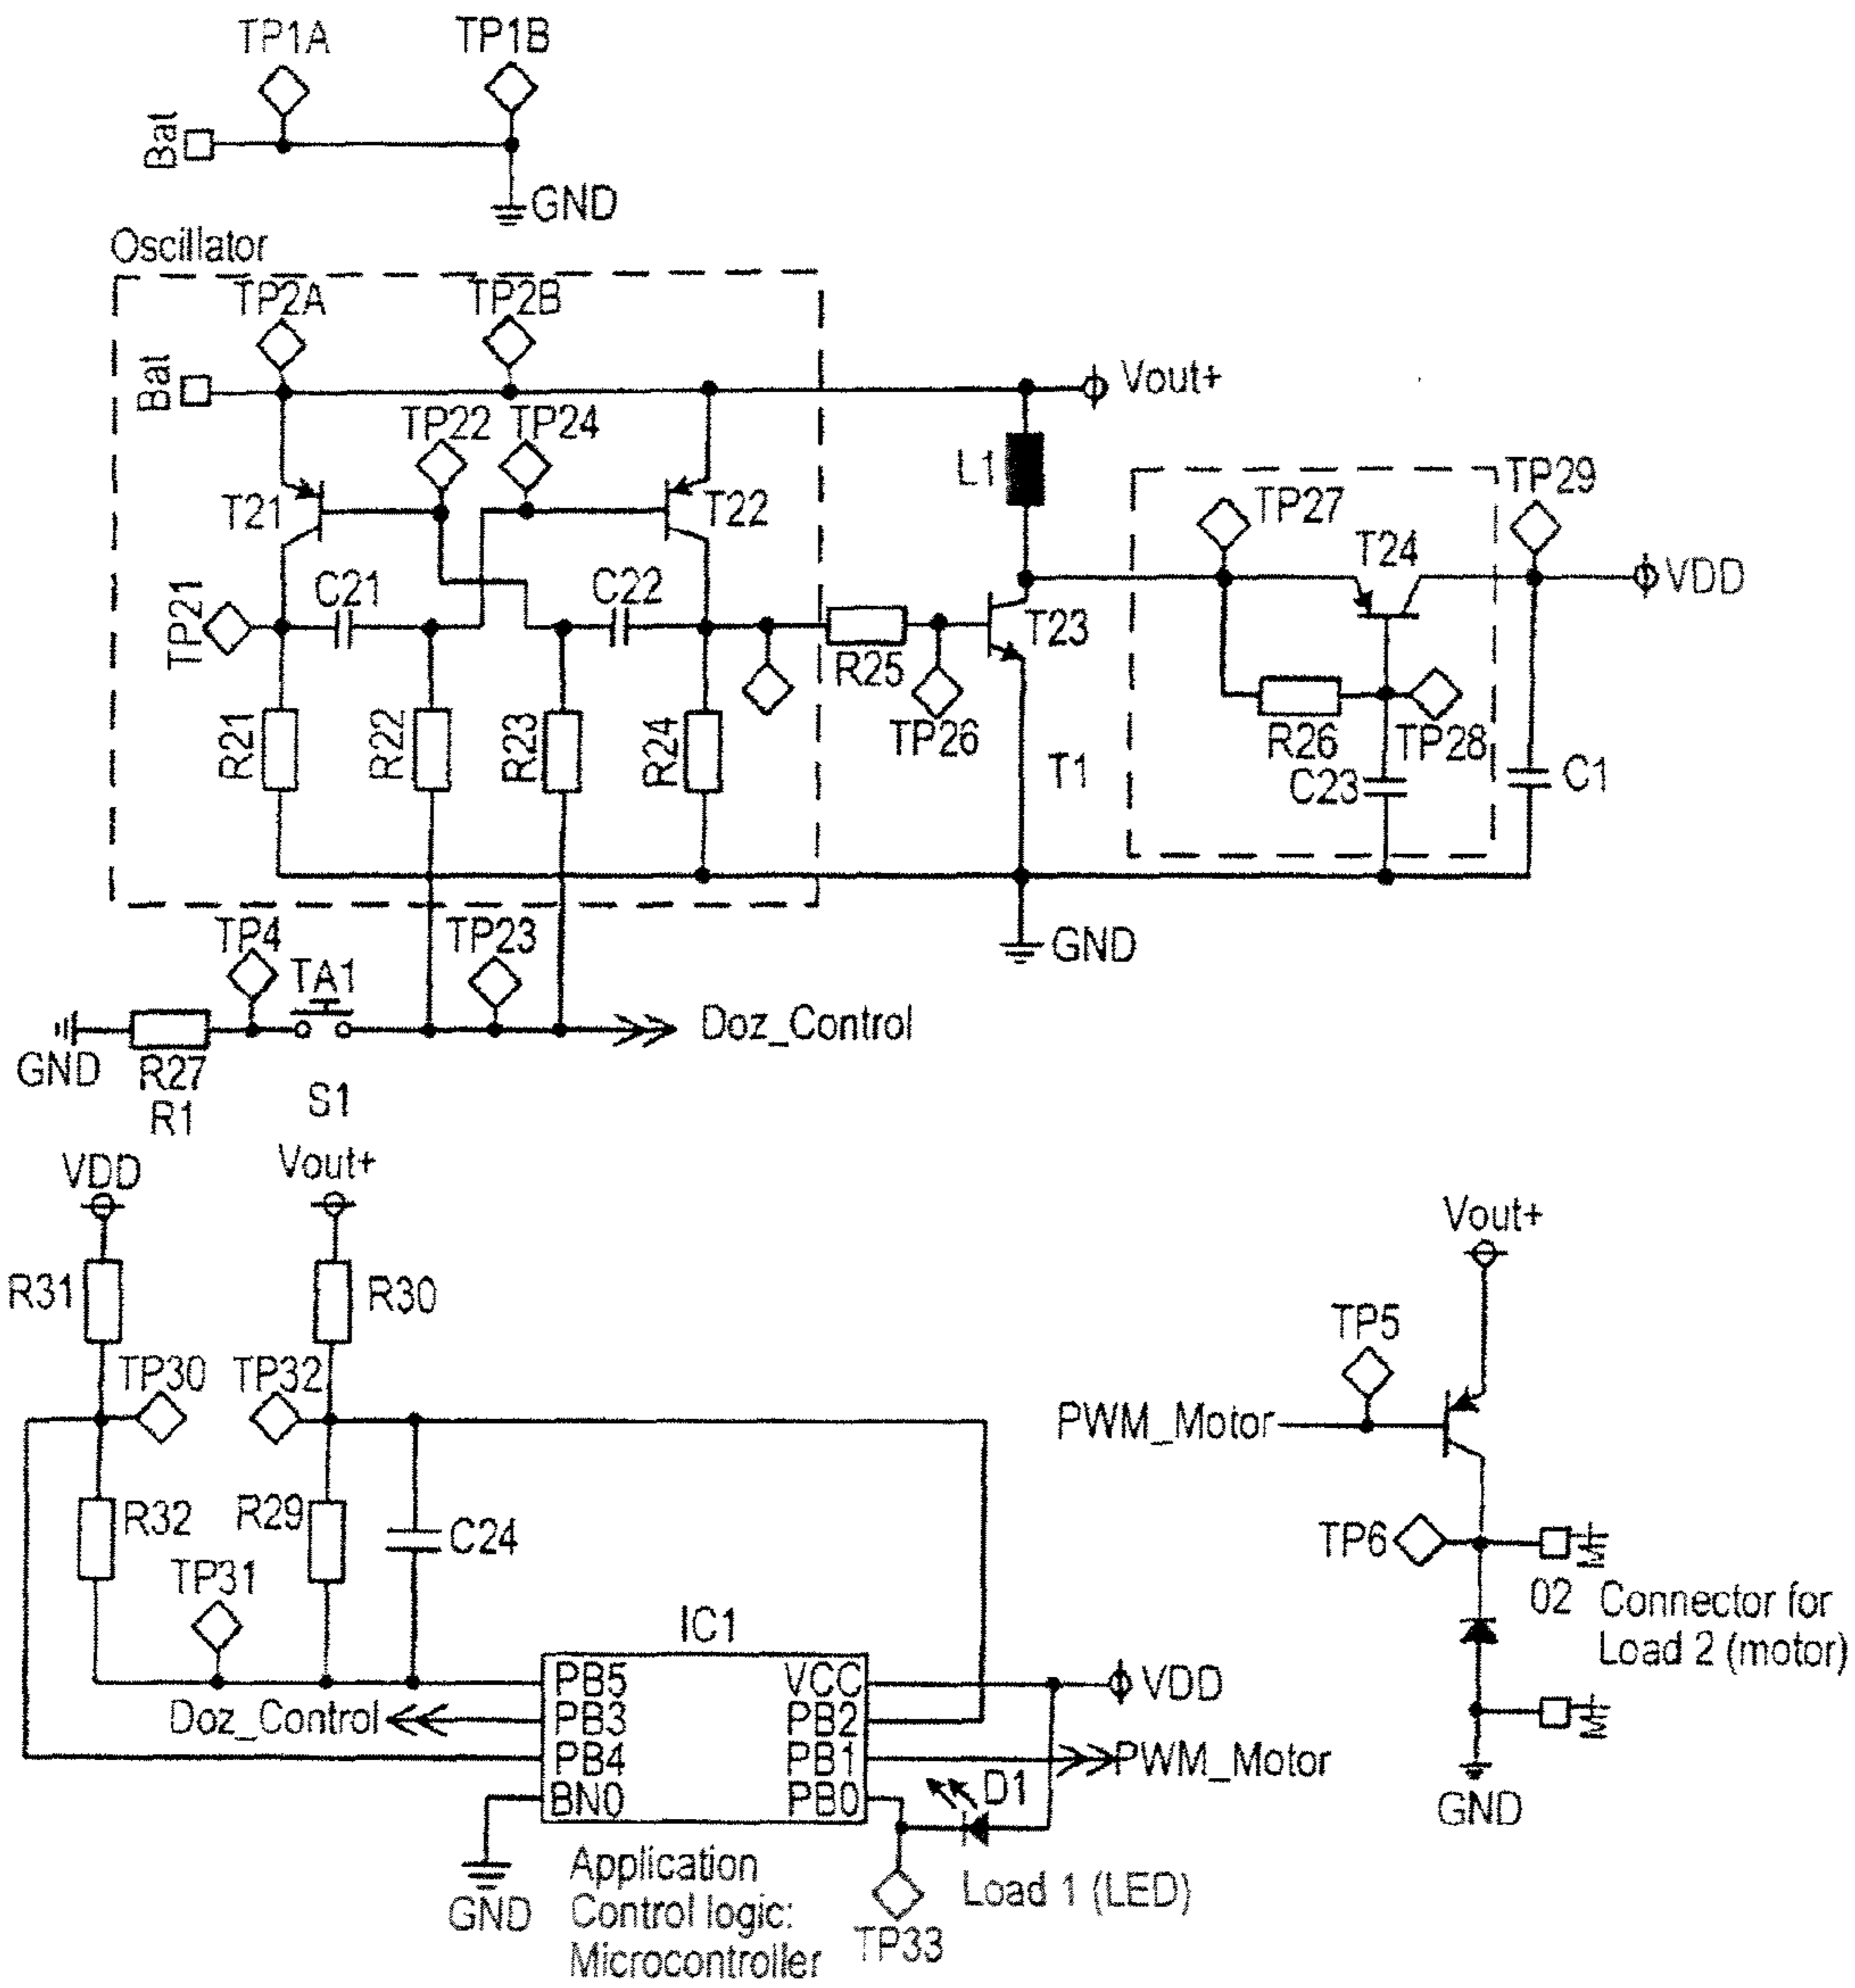 TP1A TP1B
Bat
GND
Oscillator
TP2A TP2B
Bat
Vout+
TP22 TP24
L1
TP27 TP29
T21 T22
T24
VDD
C21 C22
TP21
T23
R25
TP26
R21 R22 R23 R24
R26 TP28
T1
C23 C1
GND
TP4 TP23
TA1
Doz_Control
GND R27
R1 S1
VDD Vout+
Vout+
R31 R30
TP5
TP30 TP32
PWM_Motor
R32 R29 C24
TP6
TP31
02 Connector for
Load 2 (motor)
IC1
PB5 VCC VDD
Doz_Control PB3 PB2
PB4 PB1 PWM_Motor
BN0 PB0 D1
GND
Application
Control logic:
Microcontroller
GND
Load 1 (LED)
TP33